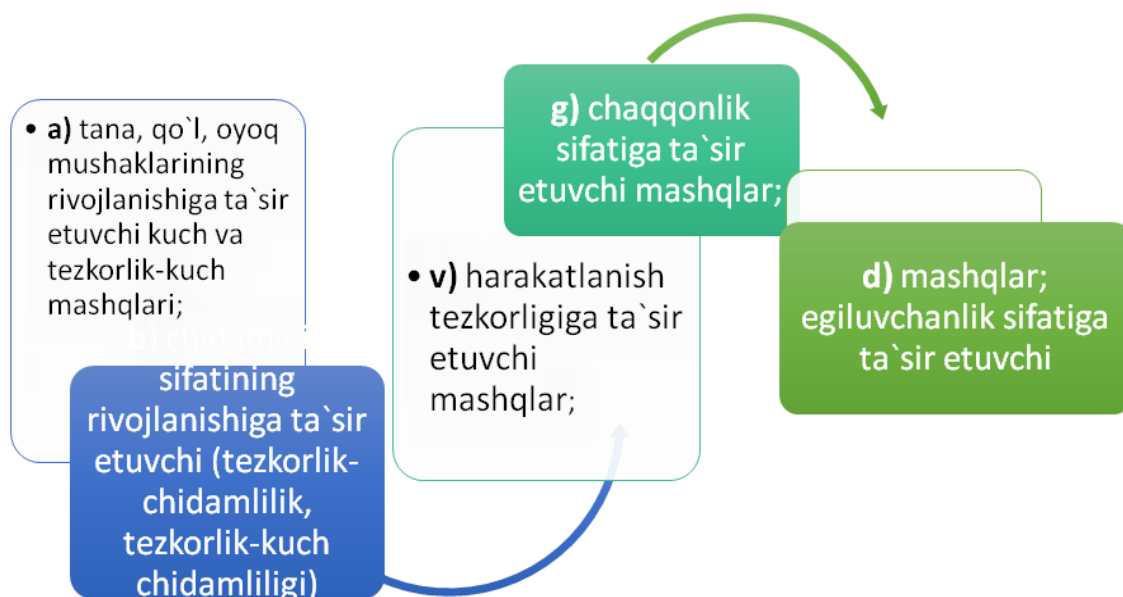 • a) tana, qo`l, oyoq
mushaklarining
rivojlanishiga ta`sir
etuvchi kuch va
tezkorlik-kuch
mashqlari;
b) chidamlili
sifatining
rivojlanishiga ta`sir
etuvchi (tezkorlik-
chidamlilik,
tezkorlik-kuch
chidamliligi)
• v) harakatlanish
tezkorligiga ta`sir
etuvchi
mashqlar;
g) chaqqonlik
sifatiga ta`sir
etuvchi mashqlar;
d) mashqlar;
egiluvchanlik sifatiga
ta`sir etuvchi